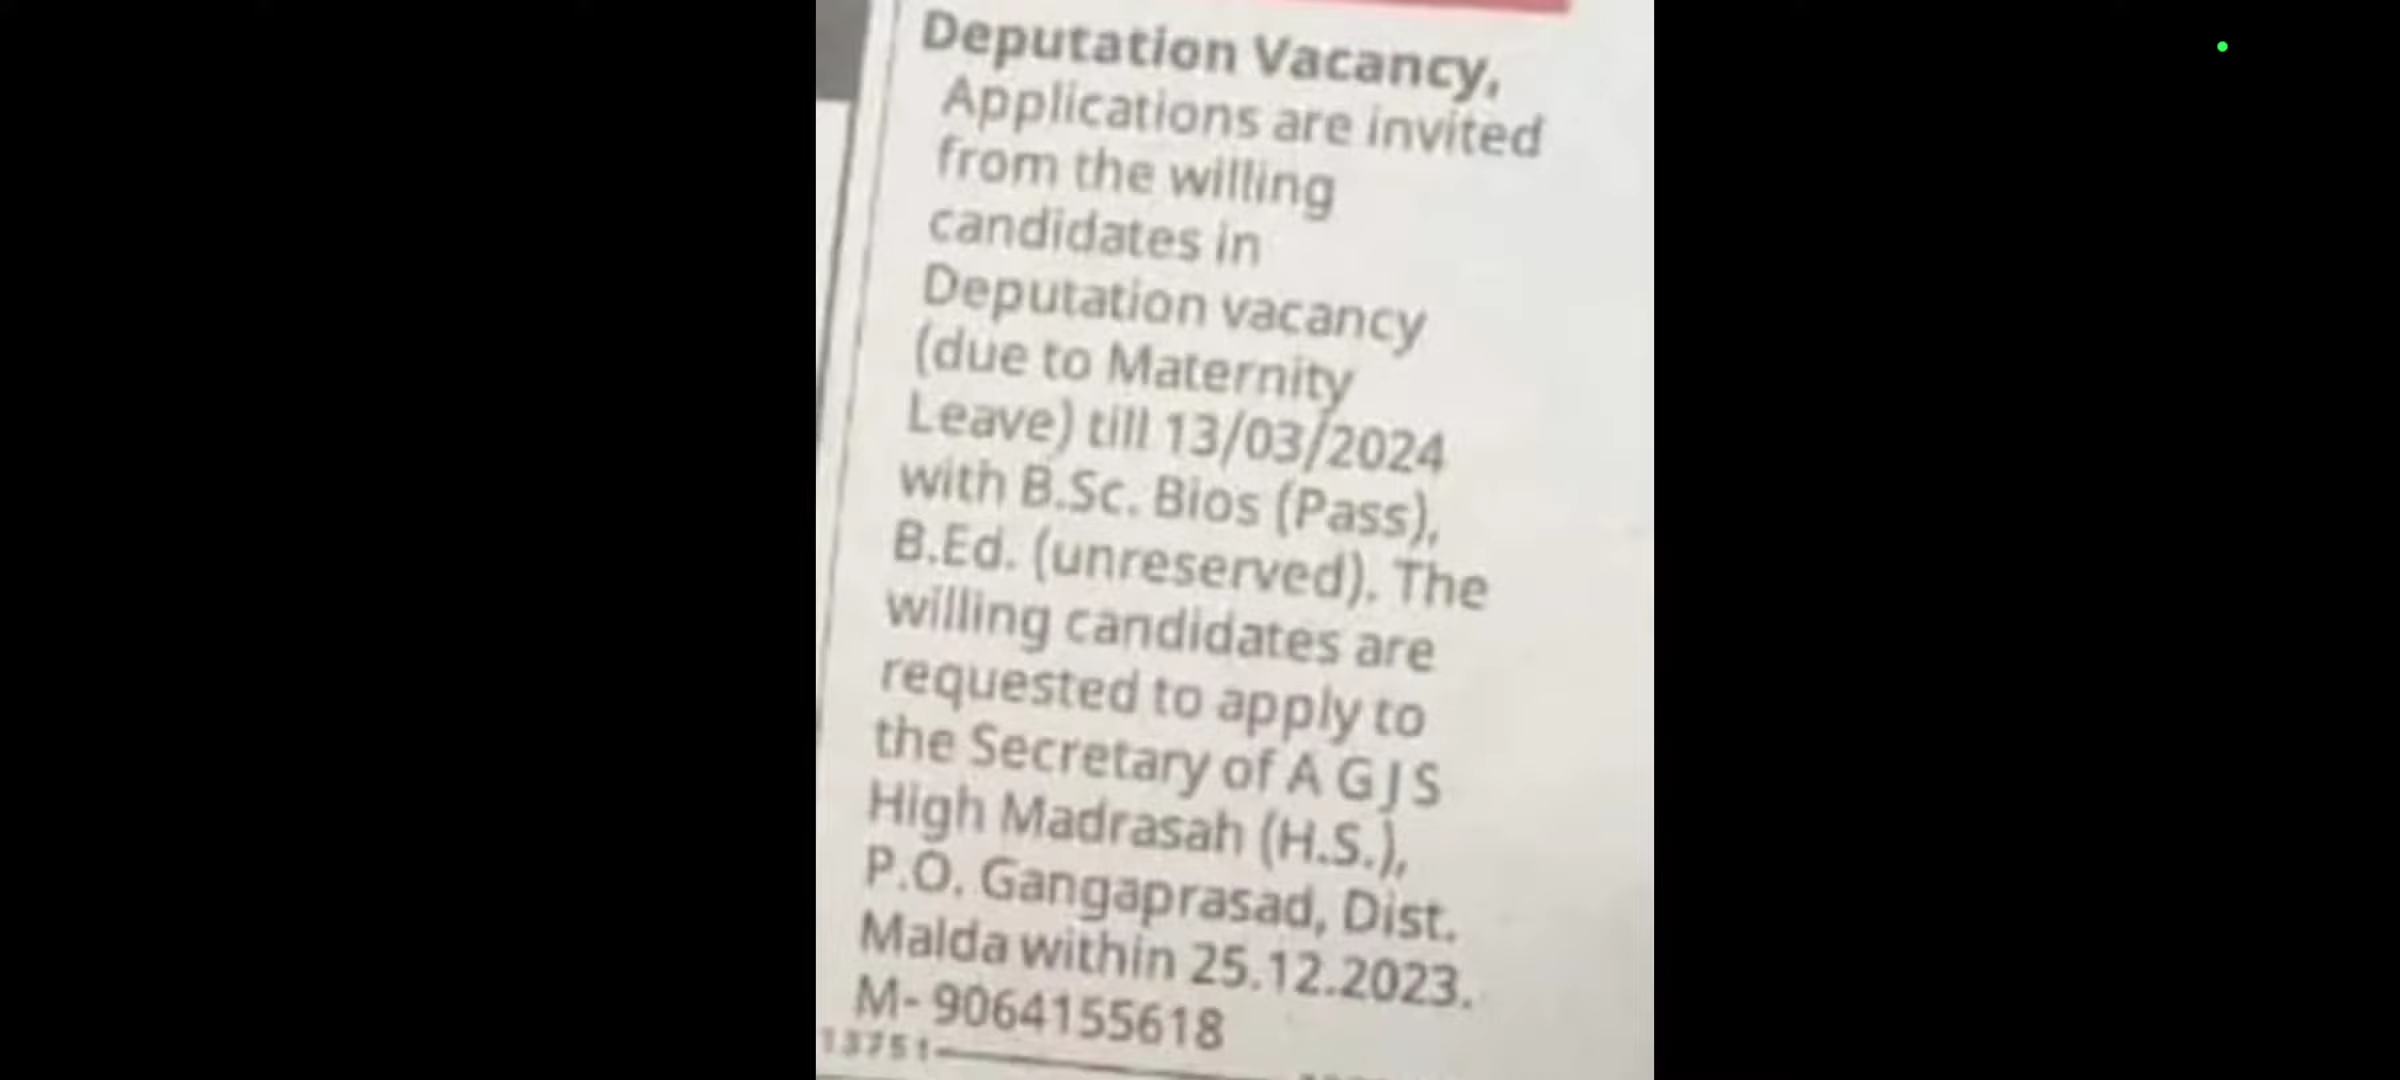 Deputation Vacancy,
Applications are invited
from the willing
candidates in
Deputation vacancy
(due to Maternity
Leave) till 13/03/2024
with B.Sc. Bios (Pass),
B.Ed. (unreserved). The
willing candidates are
requested to apply to
the Secretary of A G J S
High Madrasah (H.S.),
P.O. Gangaprasad, Dist.
Malda within 25.12.2023.
M- 9064155618
13751